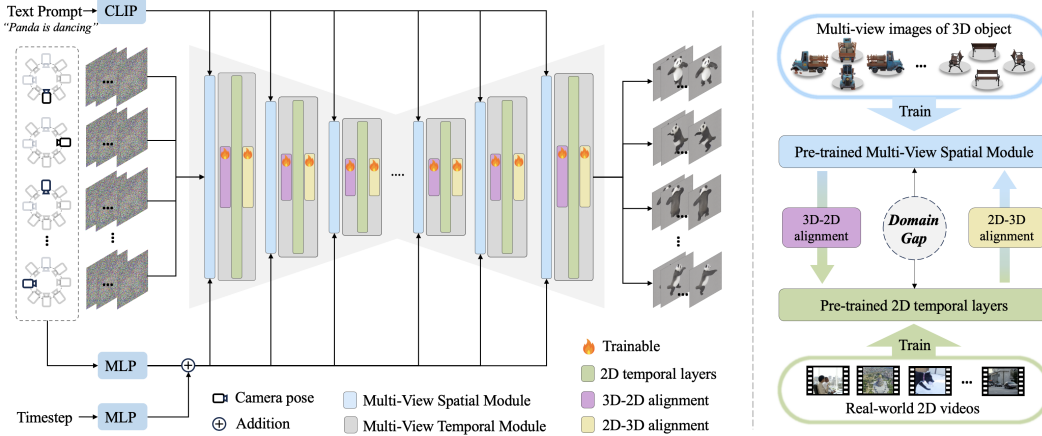 Text Prompt
CLIP
"Panda is dancing"
MLP
Timestep
MLP
Camera pose
Addition
Multi-View Spatial Module
Multi-View Temporal Module
Trainable
2D temporal layers
3D-2D alignment
2D-3D alignment
Multi-view images of 3D object
Train
Pre-trained Multi-View Spatial Module
3D-2D
alignment
Domain
Gap
2D-3D
alignment
Pre-trained 2D temporal layers
Train
Real-world 2D videos